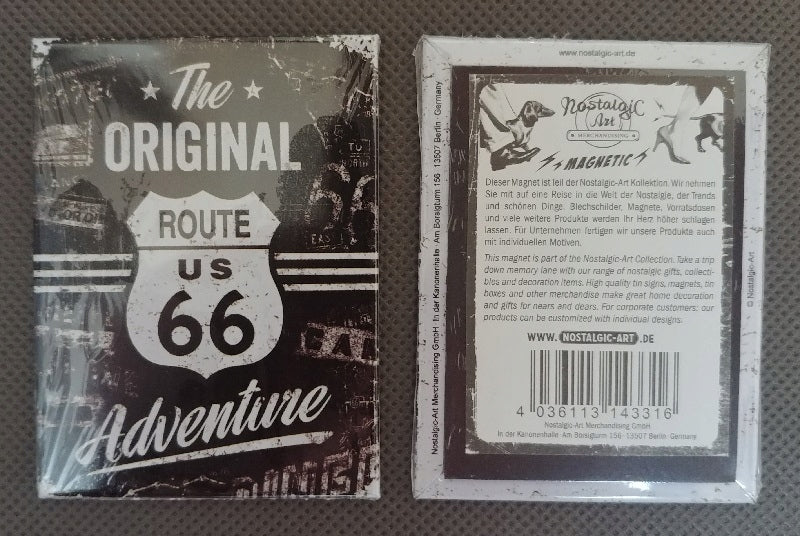 The
ORIGINAL
ROUTE
US
66
Adventure
www.nostalgic-art.de
Nostalgic
Art
MERCHANDISING
MAGNETIC
Dieser Magnet ist teil der Nostalgic-Art Kollektion. Wir nehmen
Sie mit auf eine Reise in die Welt der Nostalgie, der Trends
und schönen Dinge. Blechschilder, Magnete, Vorratsdosen
und viele weitere Produkte werden Ihr Herz höher schlagen
lassen. Für Unternehmen fertigen wir unsere Produkte auch
mit individuellen Motiven.
This magnet is part of the Nostalgic-Art Collection. Take a trip
down memory lane with our range of nostalgic gifts, collecti-
bles and decoration items. High quality tin signs, magnets, tin
boxes and other merchandise make great home decoration
and gifts for nears and dears. For corporate customers: our
products can be customized with individual designs.
WWW. NOSTALGIC-ART .DE
4 036113 143316
Nostalgic-Art Merchandising GmbH
In der Kanonenhalle · Am Borsigturm 156 · 13507 Berlin · Germany
Nostalgic-Art Merchandising GmbH · In der Kanonenhalle · Am Borsigturm 156 · 13507 Berlin · Germany
© Nostalgic-Art